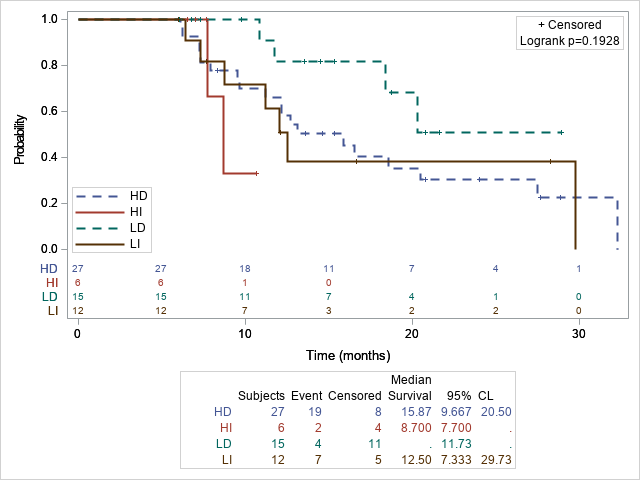 1.0
+ Censored
Logrank p=0.1928
0.8
Probability
0.6
0.4
0.2
0.0
HD
HI
LD
LI
HD 27 27 18 11 7 4 1
HI 6 6 1 0
LD 15 15 11 7 4 1 0
LI 12 12 7 3 2 2 0
0 10 20 30
Time (months)
Median
Subjects Event Censored Survival 95% CL
HD 27 19 8 15.87 9.667 20.50
HI 6 2 4 8.700 7.700 .
LD 15 4 11 . 11.73 .
LI 12 7 5 12.50 7.333 29.73